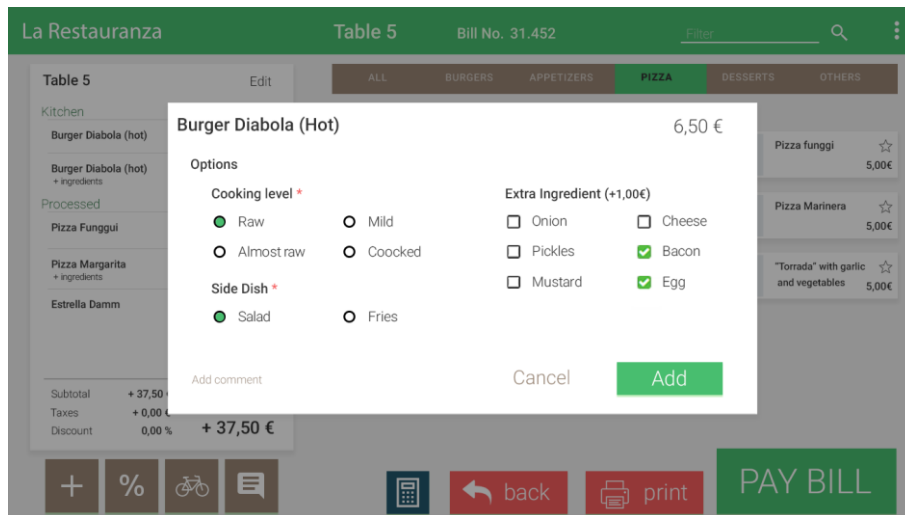 La Restauranza
Table 5
Bill No. 31.452
Filter
Table 5
Edit
ALL
BURGERS
APPETIZERS
PIZZA
DESSERTS
OTHERS
Kitchen
Burger Diabola (hot)
Burger Diabola (hot)
+ ingredients
Processed
Pizza Funggui
Pizza Margarita
+ ingredients
Estrella Damm
Subtotal + 37,50
Taxes + 0,00 €
Discount 0,00 %
+ 37,50 €
Burger Diabola (Hot)
6,50 €
Options
Cooking level *
Raw
Mild
Almost raw
Coocked
Side Dish *
Salad
Fries
Extra Ingredient (+1,00€)
Onion
Cheese
Pickles
Bacon
Mustard
Egg
Add comment
Cancel
Add
Pizza funggi
5,00€
Pizza Marinera
5,00€
"Torrada" with garlic
and vegetables
5,00€
%
back
print
PAY BILL